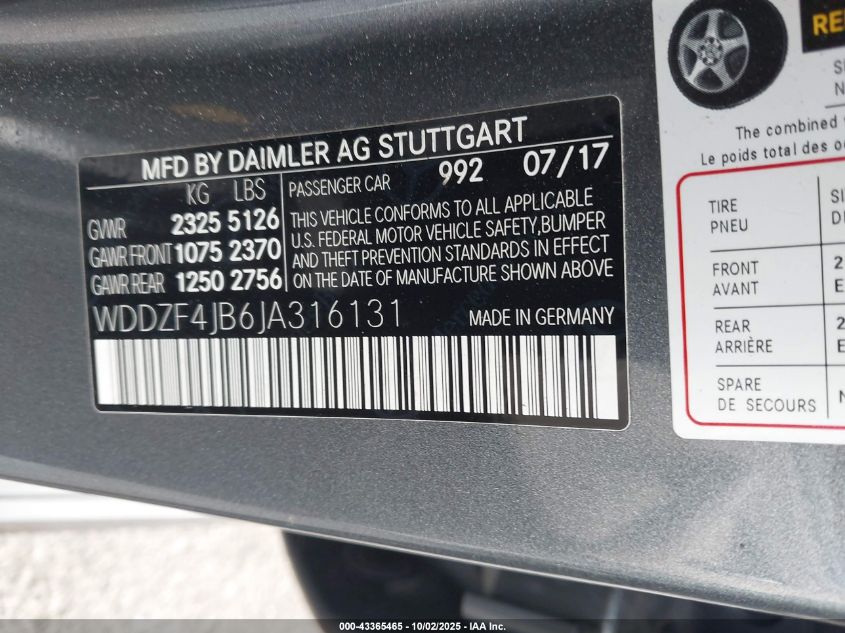 MFD BY DAIMLER AG STUTTGART
KG LBS
GVWR 2325 5126
GAWR FRONT 1075 2370
GAWR REAR 1250 2756
PASSENGER CAR 992 07/17
THIS VEHICLE CONFORMS TO ALL APPLICABLE
U.S. FEDERAL MOTOR VEHICLE SAFETY,BUMPER
AND THEFT PREVENTION STANDARDS IN EFFECT
ON THE DATE OF MANUFACTURE SHOWN ABOVE
WDDZF4JB6JA316131
MADE IN GERMANY
The combined
Le poids total des
TIRE
PNEU
FRONT
AVANT
REAR
ARRIÈRE
SPARE
DE SECOURS
000-43365465 - 10/02/2025 - IAA Inc.